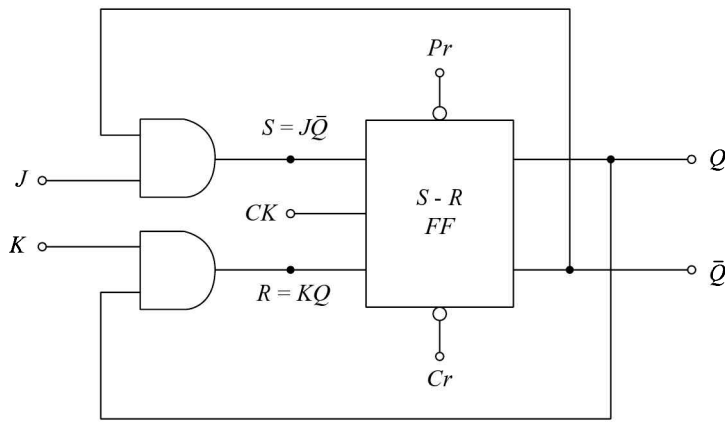 Pr
S = JQ̄
J
Q
S - R
FF
CK
K
R = KQ
Q̄
Cr